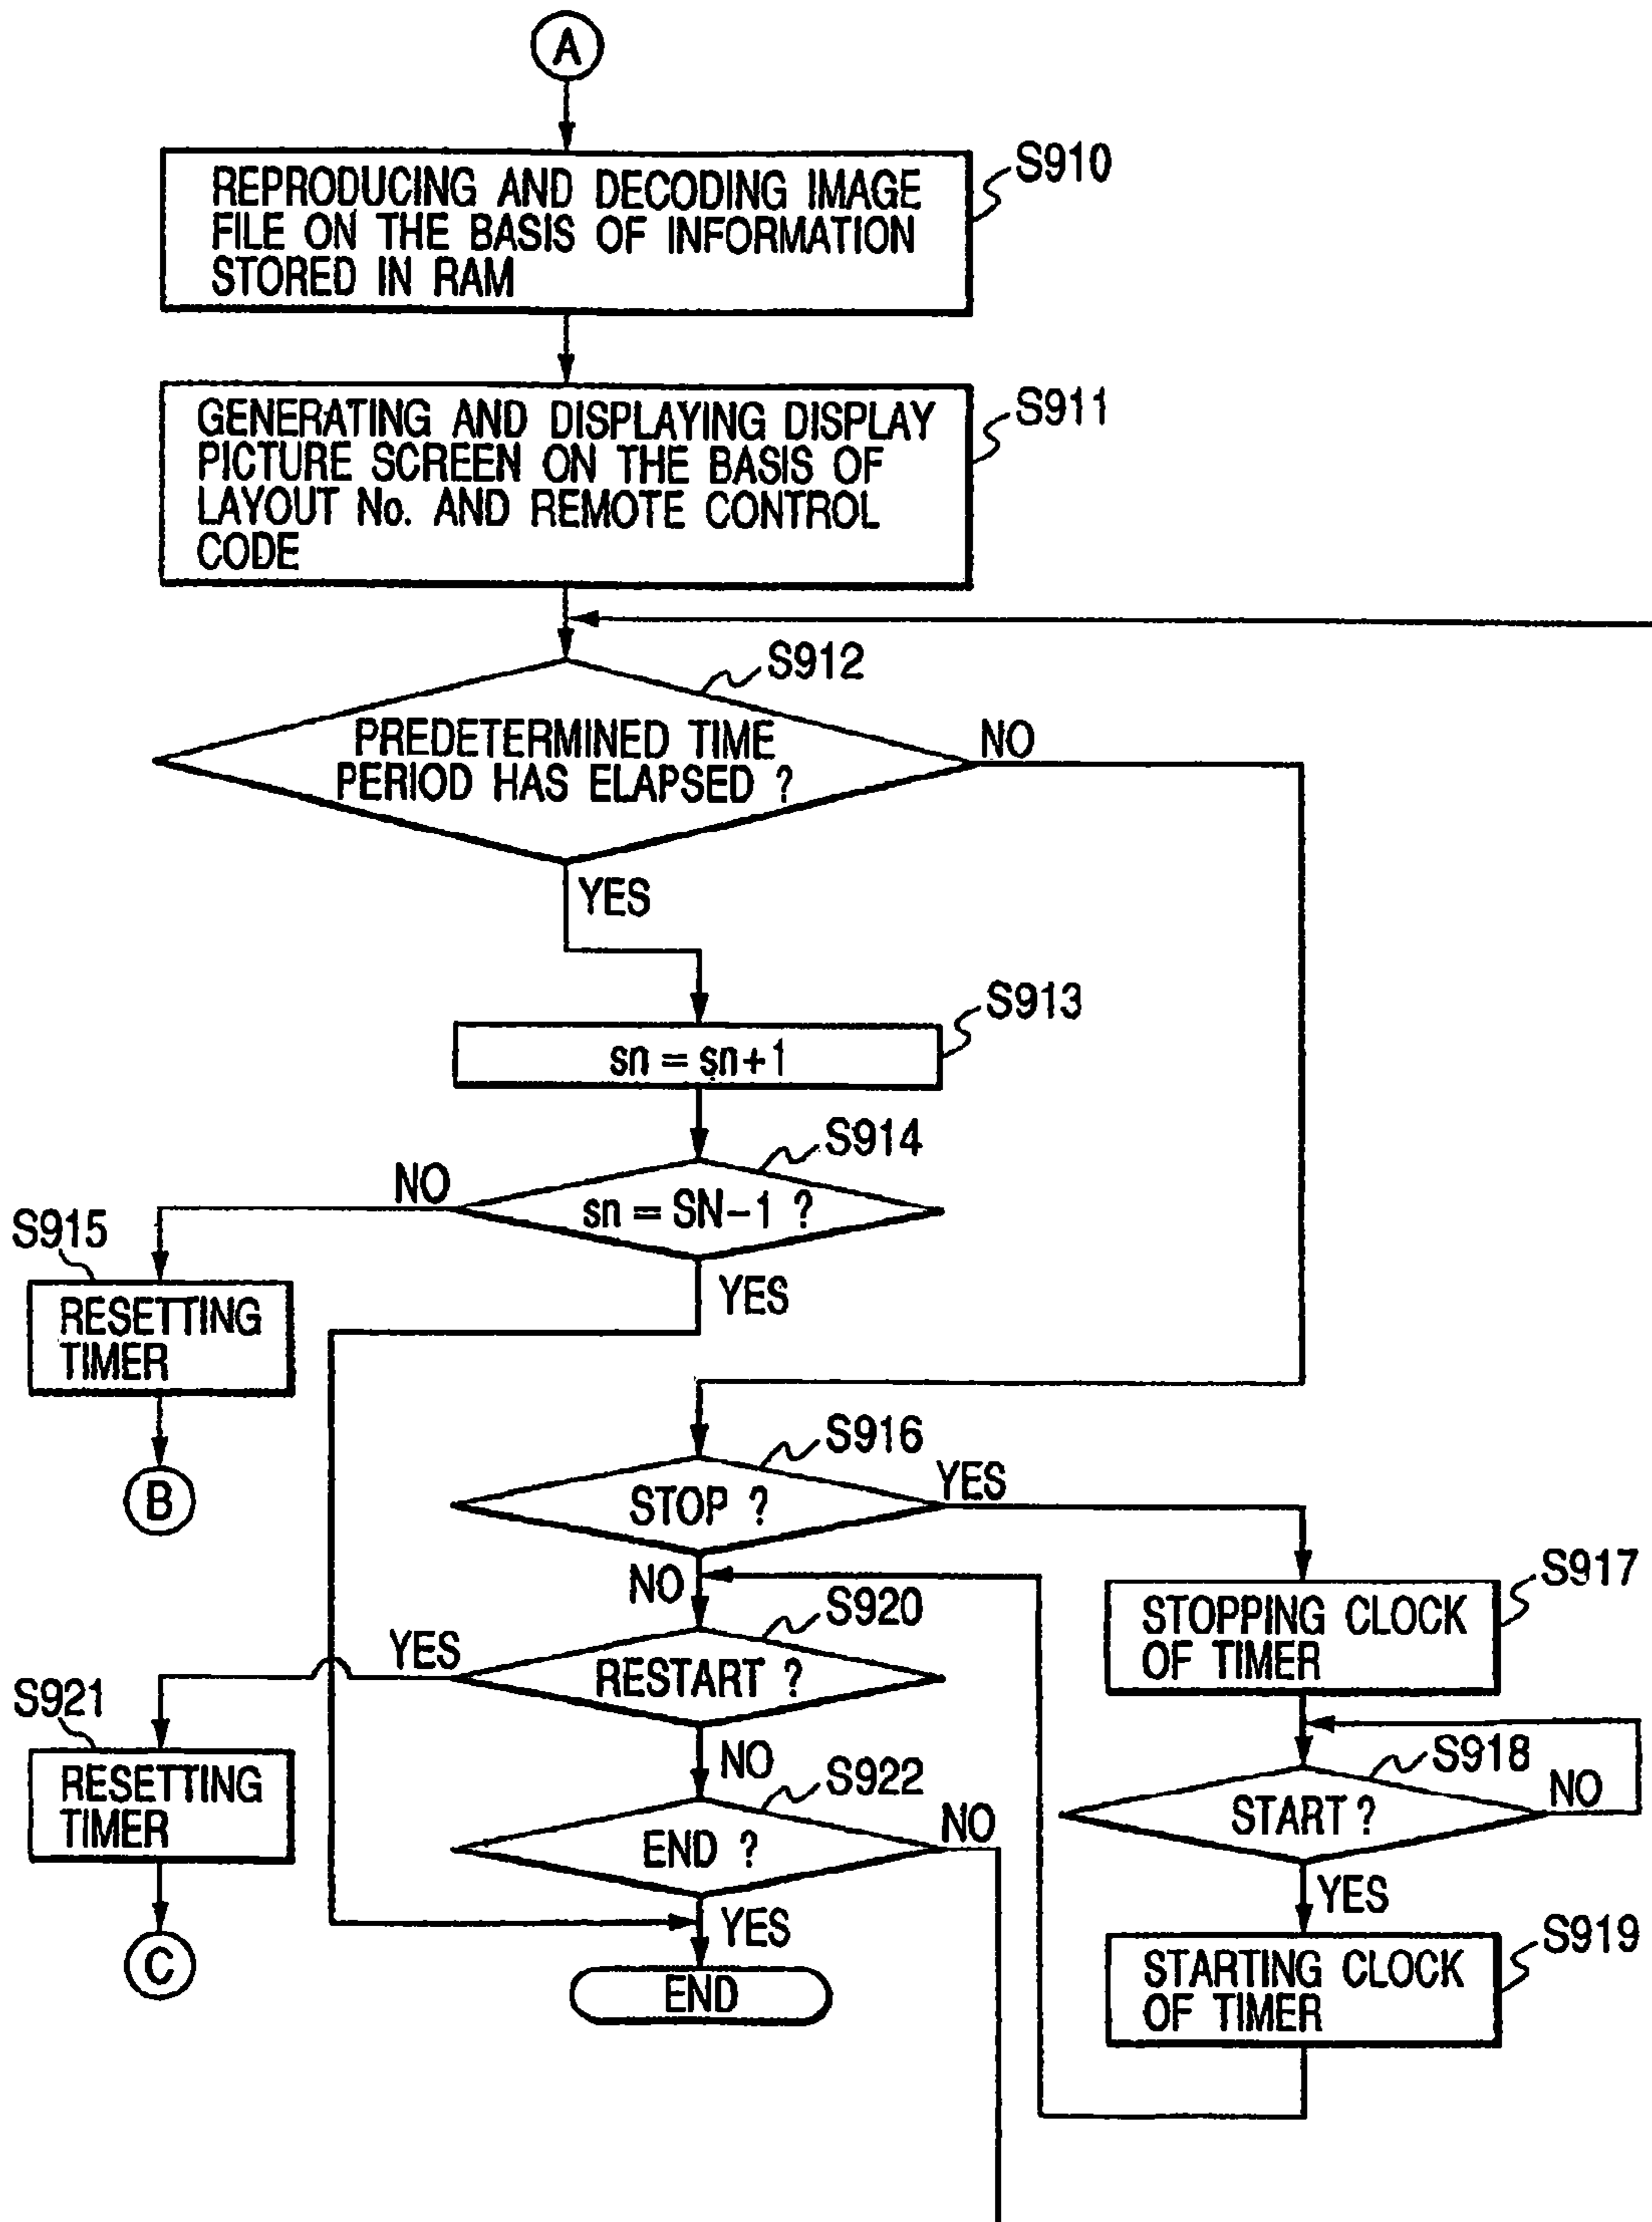 A
S910
REPRODUCING AND DECODING IMAGE
FILE ON THE BASIS OF INFORMATION
STORED IN RAM
S911
GENERATING AND DISPLAYING DISPLAY
PICTURE SCREEN ON THE BASIS OF
LAYOUT No. AND REMOTE CONTROL
CODE
S912
PREDETERMINED TIME
PERIOD HAS ELAPSED ?
NO
YES
S913
sn = sn+1
S914
sn = SN-1 ?
NO
YES
S915
RESETTING
TIMER
B
S916
STOP ?
YES
NO
S917
STOPPING CLOCK
OF TIMER
S918
START ?
NO
YES
S919
STARTING CLOCK
OF TIMER
S920
RESTART ?
YES
NO
S921
RESETTING
TIMER
C
S922
END ?
NO
YES
END